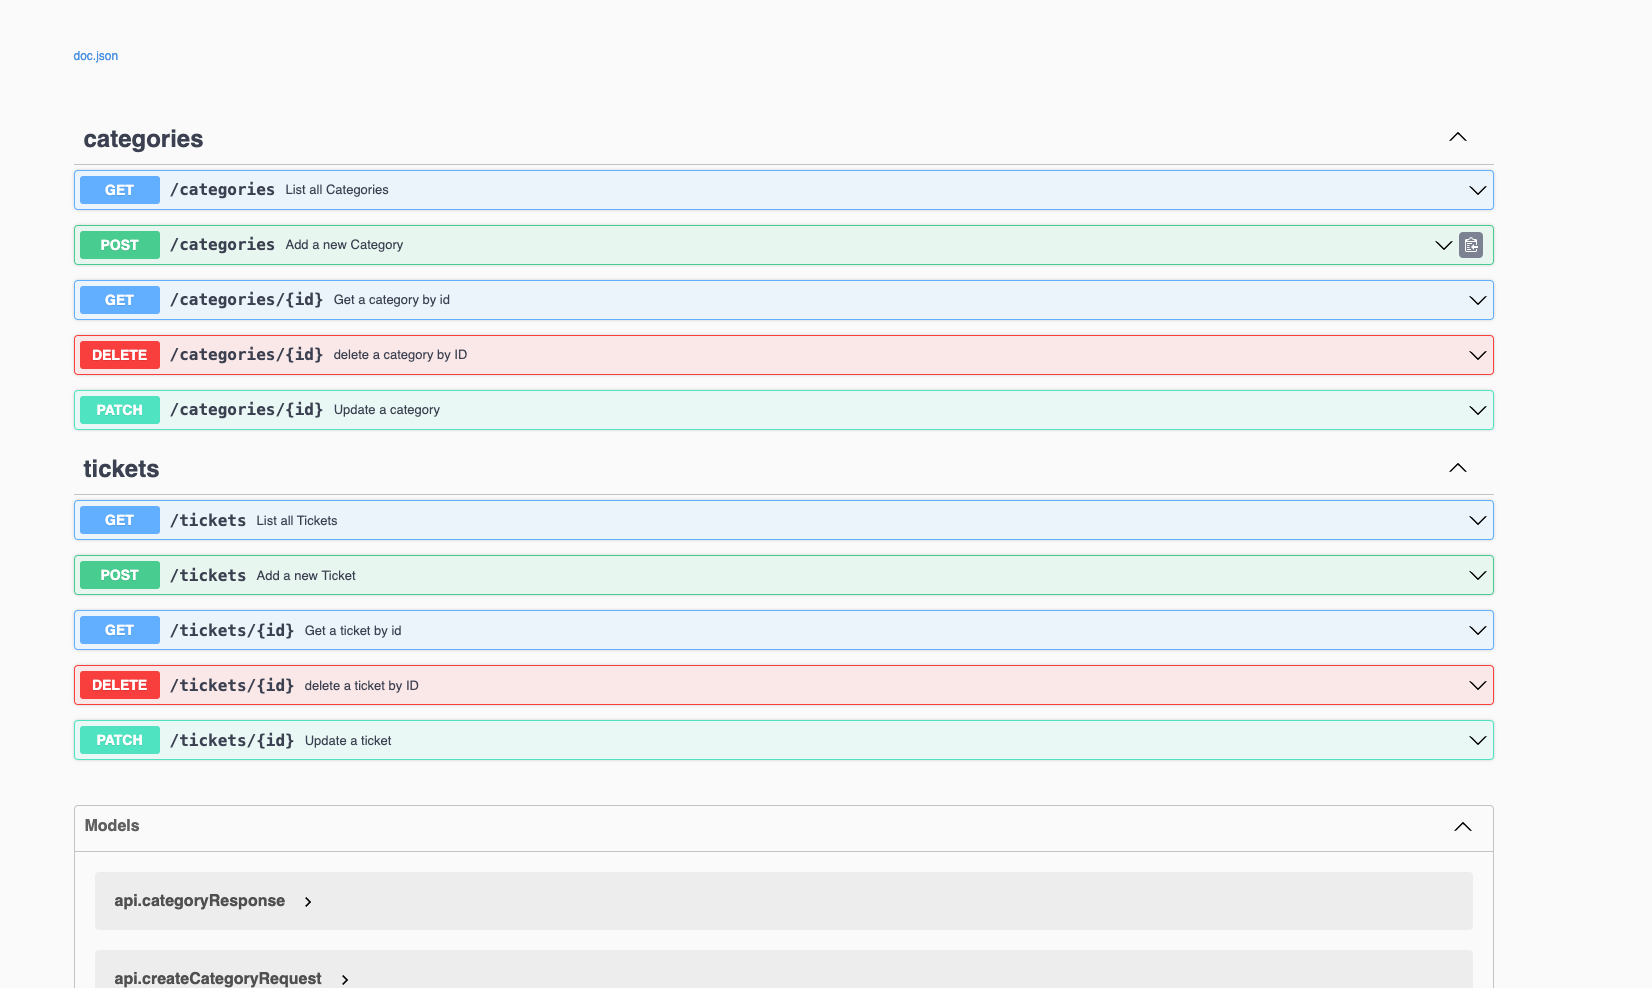 doc.json
categories
GET /categories List all Categories
POST /categories Add a new Category
GET /categories/{id} Get a category by id
DELETE /categories/{id} delete a category by ID
PATCH /categories/{id} Update a category
tickets
GET /tickets List all Tickets
POST /tickets Add a new Ticket
GET /tickets/{id} Get a ticket by id
DELETE /tickets/{id} delete a ticket by ID
PATCH /tickets/{id} Update a ticket
Models
api.categoryResponse
api.createCategoryRequest